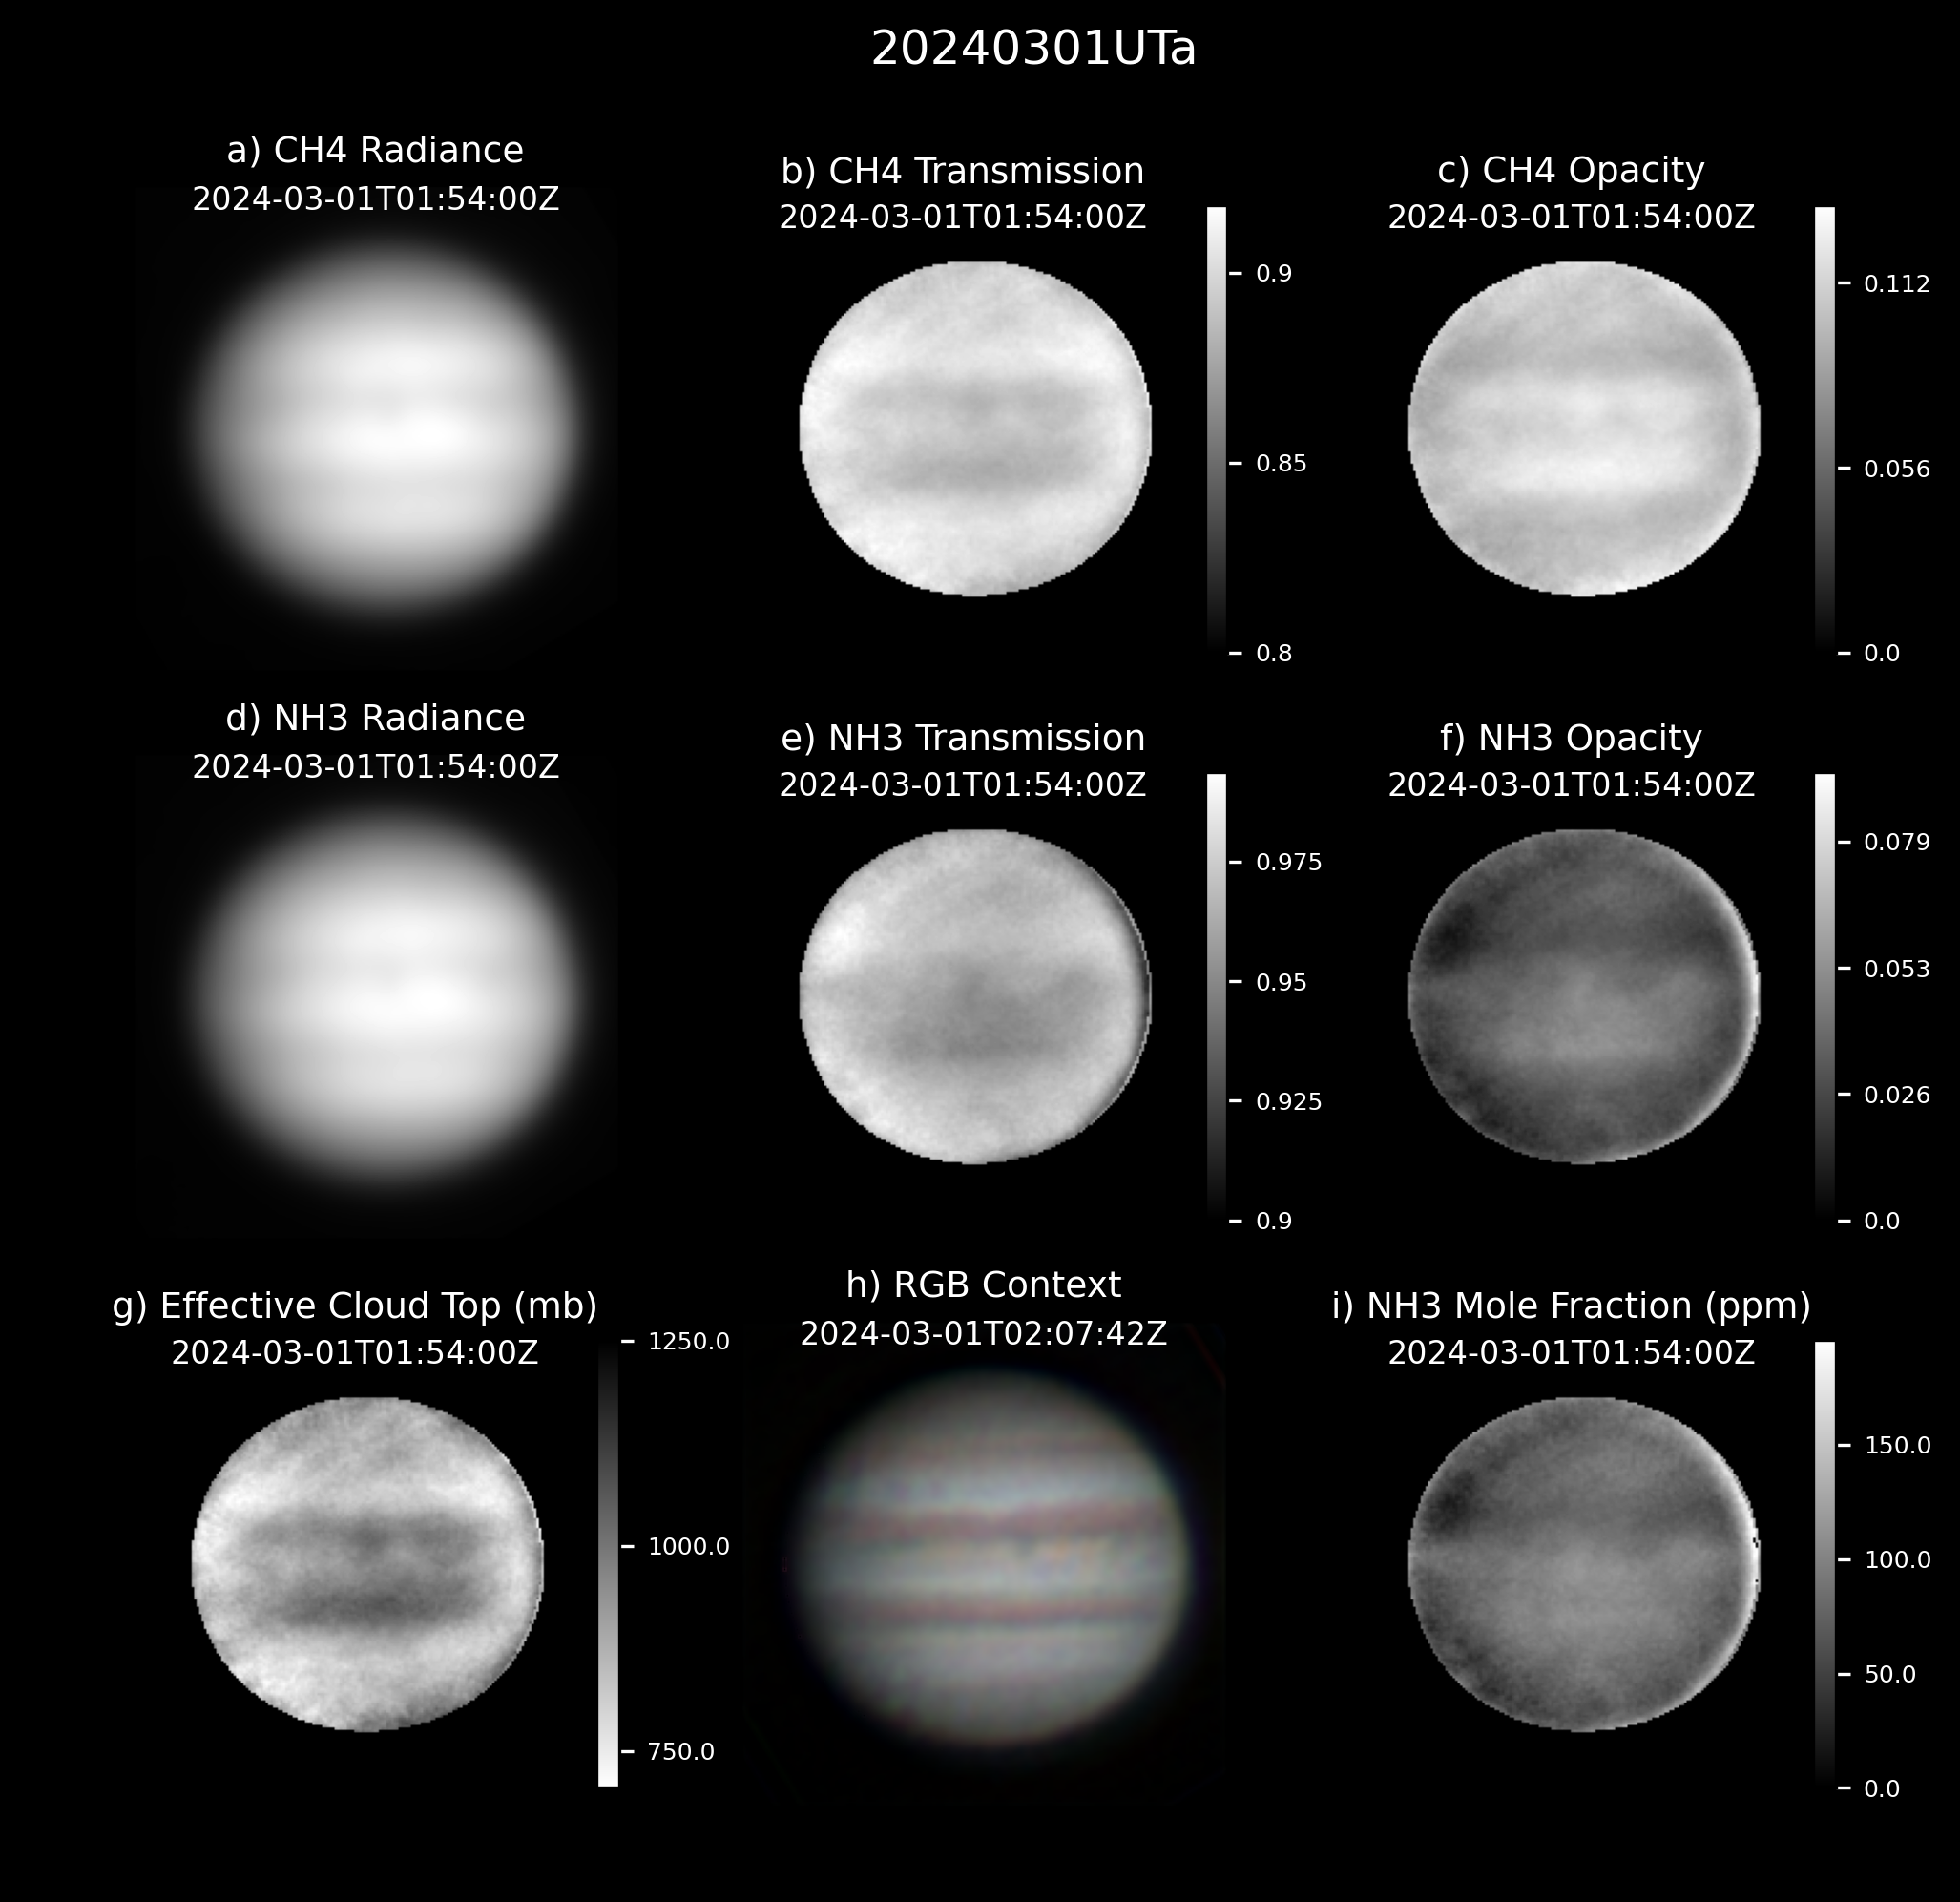 20240301UTa
a) CH4 Radiance
2024-03-01T01:54:00Z
b) CH4 Transmission
2024-03-01T01:54:00Z
0.9
0.85
0.8
c) CH4 Opacity
2024-03-01T01:54:00Z
0.112
0.056
0.0
d) NH3 Radiance
2024-03-01T01:54:00Z
e) NH3 Transmission
2024-03-01T01:54:00Z
0.975
0.95
0.925
0.9
f) NH3 Opacity
2024-03-01T01:54:00Z
0.079
0.053
0.026
0.0
g) Effective Cloud Top (mb)
2024-03-01T01:54:00Z
1250.0
1000.0
750.0
h) RGB Context
2024-03-01T02:07:42Z
i) NH3 Mole Fraction (ppm)
2024-03-01T01:54:00Z
150.0
100.0
50.0
0.0